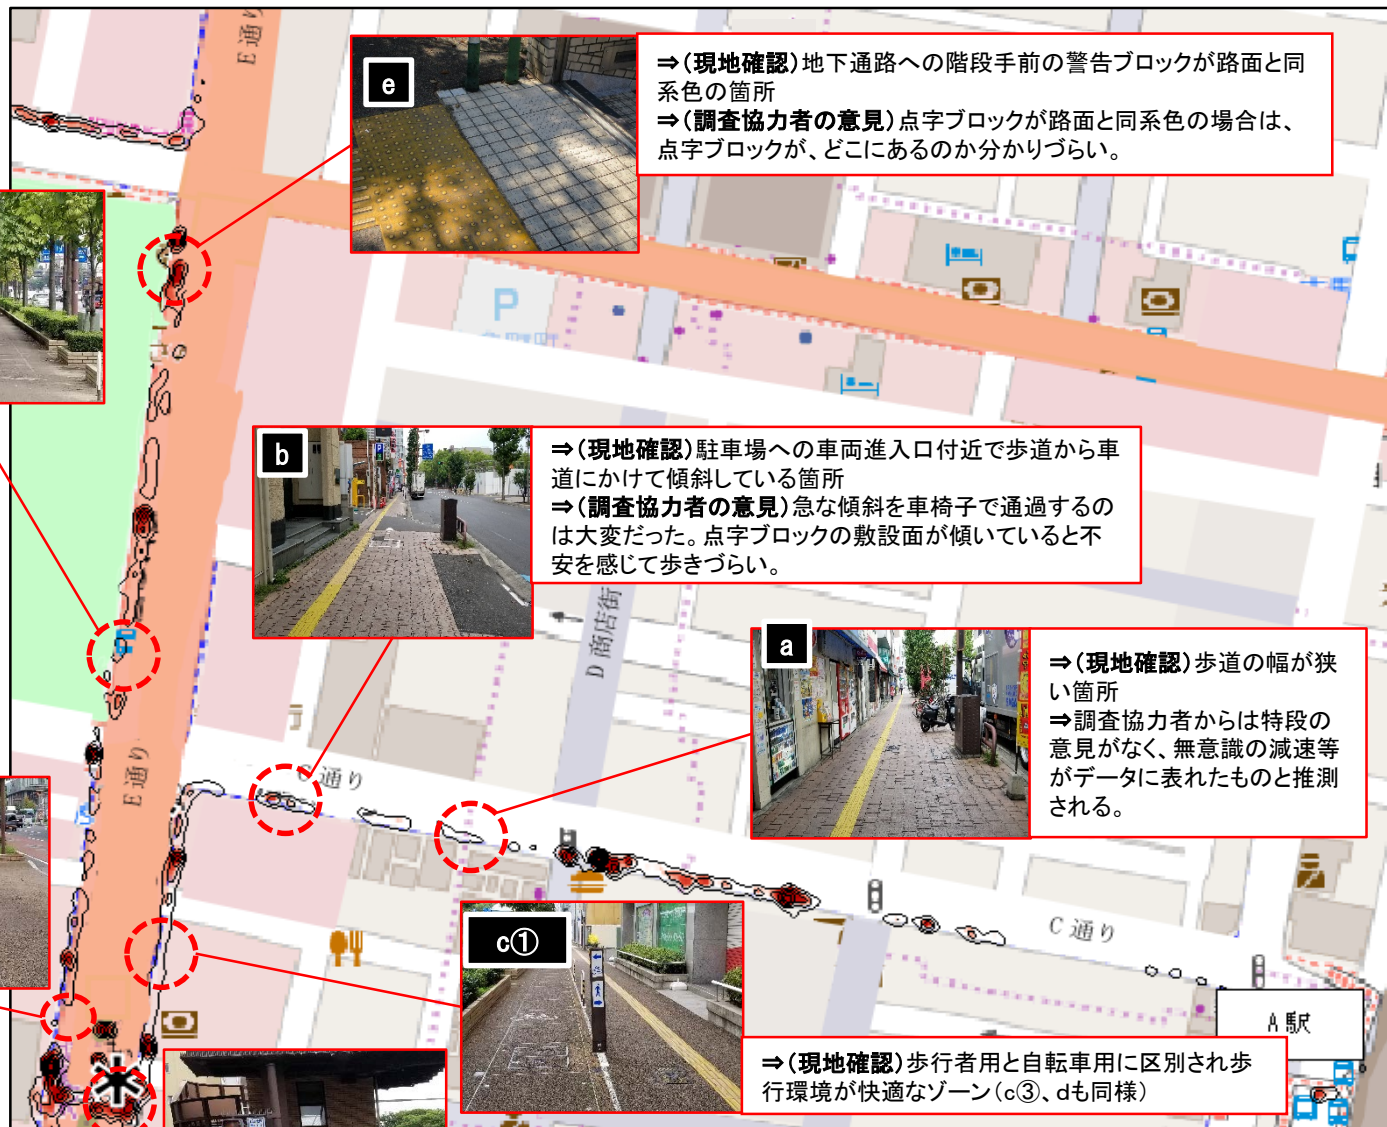 E 通り
e
⇒(現地確認)地下通路への階段手前の警告ブロックが路面と同
系色の箇所
⇒(調査協力者の意見)点字ブロックが路面と同系色の場合は、
点字ブロックが、どこにあるのか分かりづらい。
P
b
⇒(現地確認)駐車場への車両進入口付近で歩道から車
道にかけて傾斜している箇所
⇒(調査協力者の意見)急な傾斜を車椅子で通過するの
は大変だった。点字ブロックの敷設面が傾いていると不
安を感じて歩きづらい。
D 商店街
a
⇒(現地確認)歩道の幅が狭
い箇所
⇒調査協力者からは特段の
意見がなく、無意識の減速等
がデータに表れたものと推測
される。
E 通り
C 通り
c①
C 通り
A 駅
⇒(現地確認)歩行者用と自転車用に区別され歩
行環境が快適なゾーン(c③、dも同様)